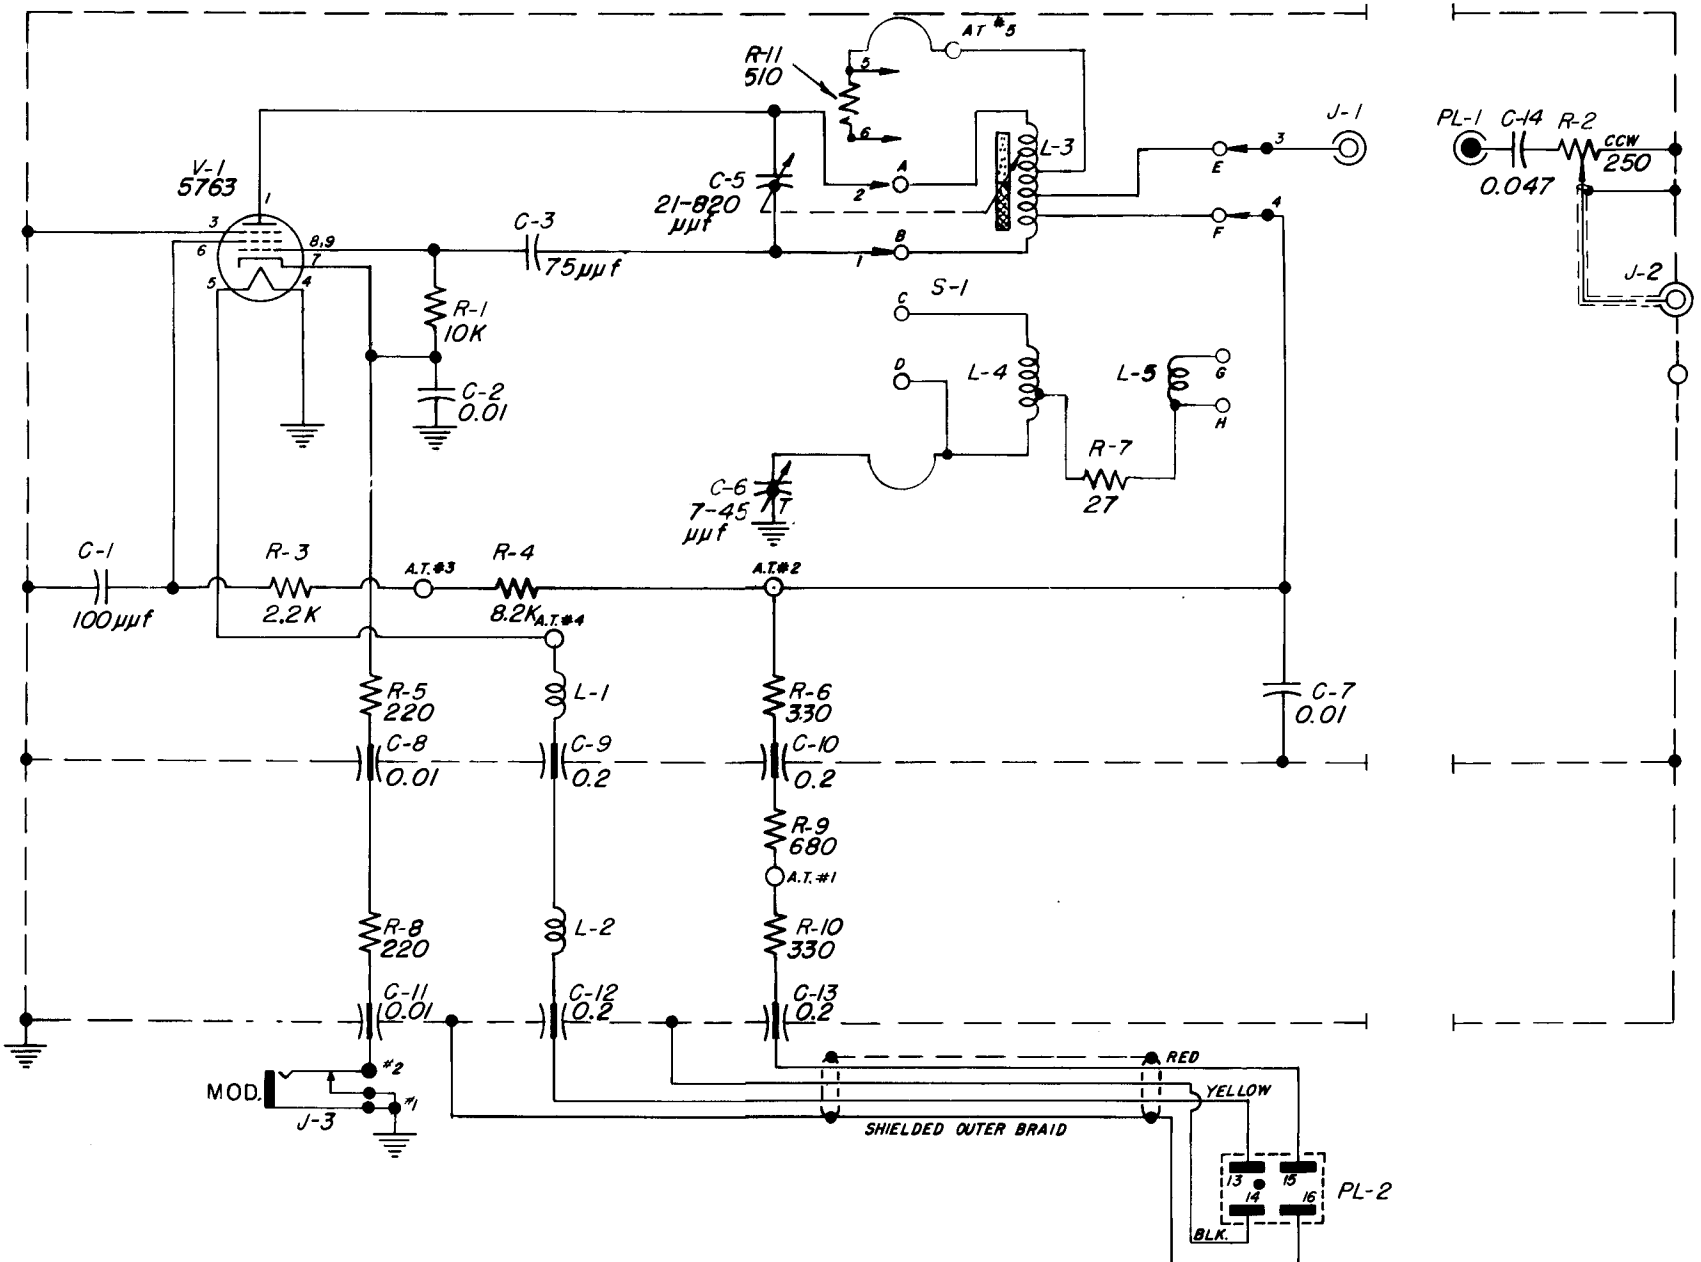 AT #5
R-11
510
5
6
V-1
5763
1
3
6
8,9
7
5
4
C-3
75μμf
C-5
21-820
μμf
A
2
B
1
L-3
3
E
4
F
J-1
PL-1
C-14
0.047
R-2
CCW
250
J-2
R-1
10K
C-2
0.01
S-1
C
D
L-4
L-5
G
H
R-7
27
C-6
7-45
μμf
T
C-1
100μμf
R-3
2.2K
A.T.#3
R-4
8.2K
A.T.#2
A.T.#4
R-5
220
L-1
R-6
330
C-7
0.01
C-8
0.01
C-9
0.2
C-10
0.2
R-9
680
A.T.#1
R-8
220
L-2
R-10
330
C-11
0.01
C-12
0.2
C-13
0.2
MOD.
J-3
#2
#1
RED
YELLOW
SHIELDED OUTER BRAID
13
15
14
16
PL-2
BLK.